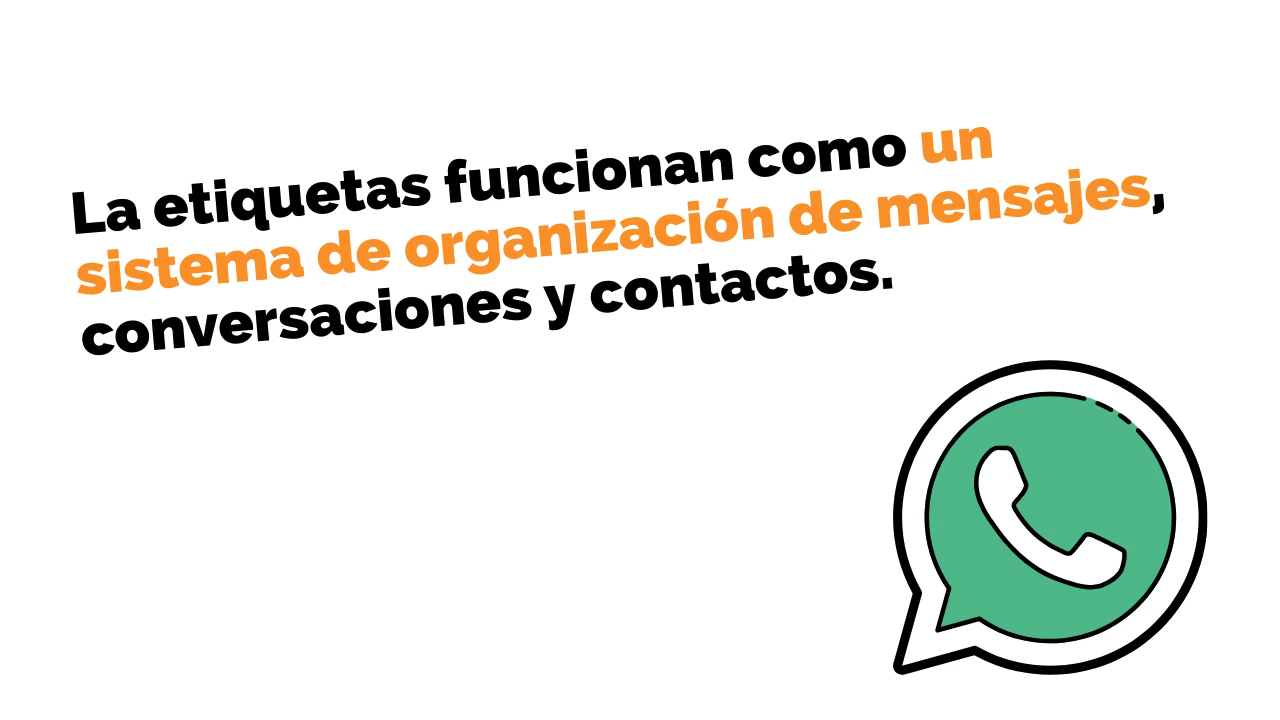 La etiquetas funcionan como un
sistema de organización de mensajes,
conversaciones y contactos.